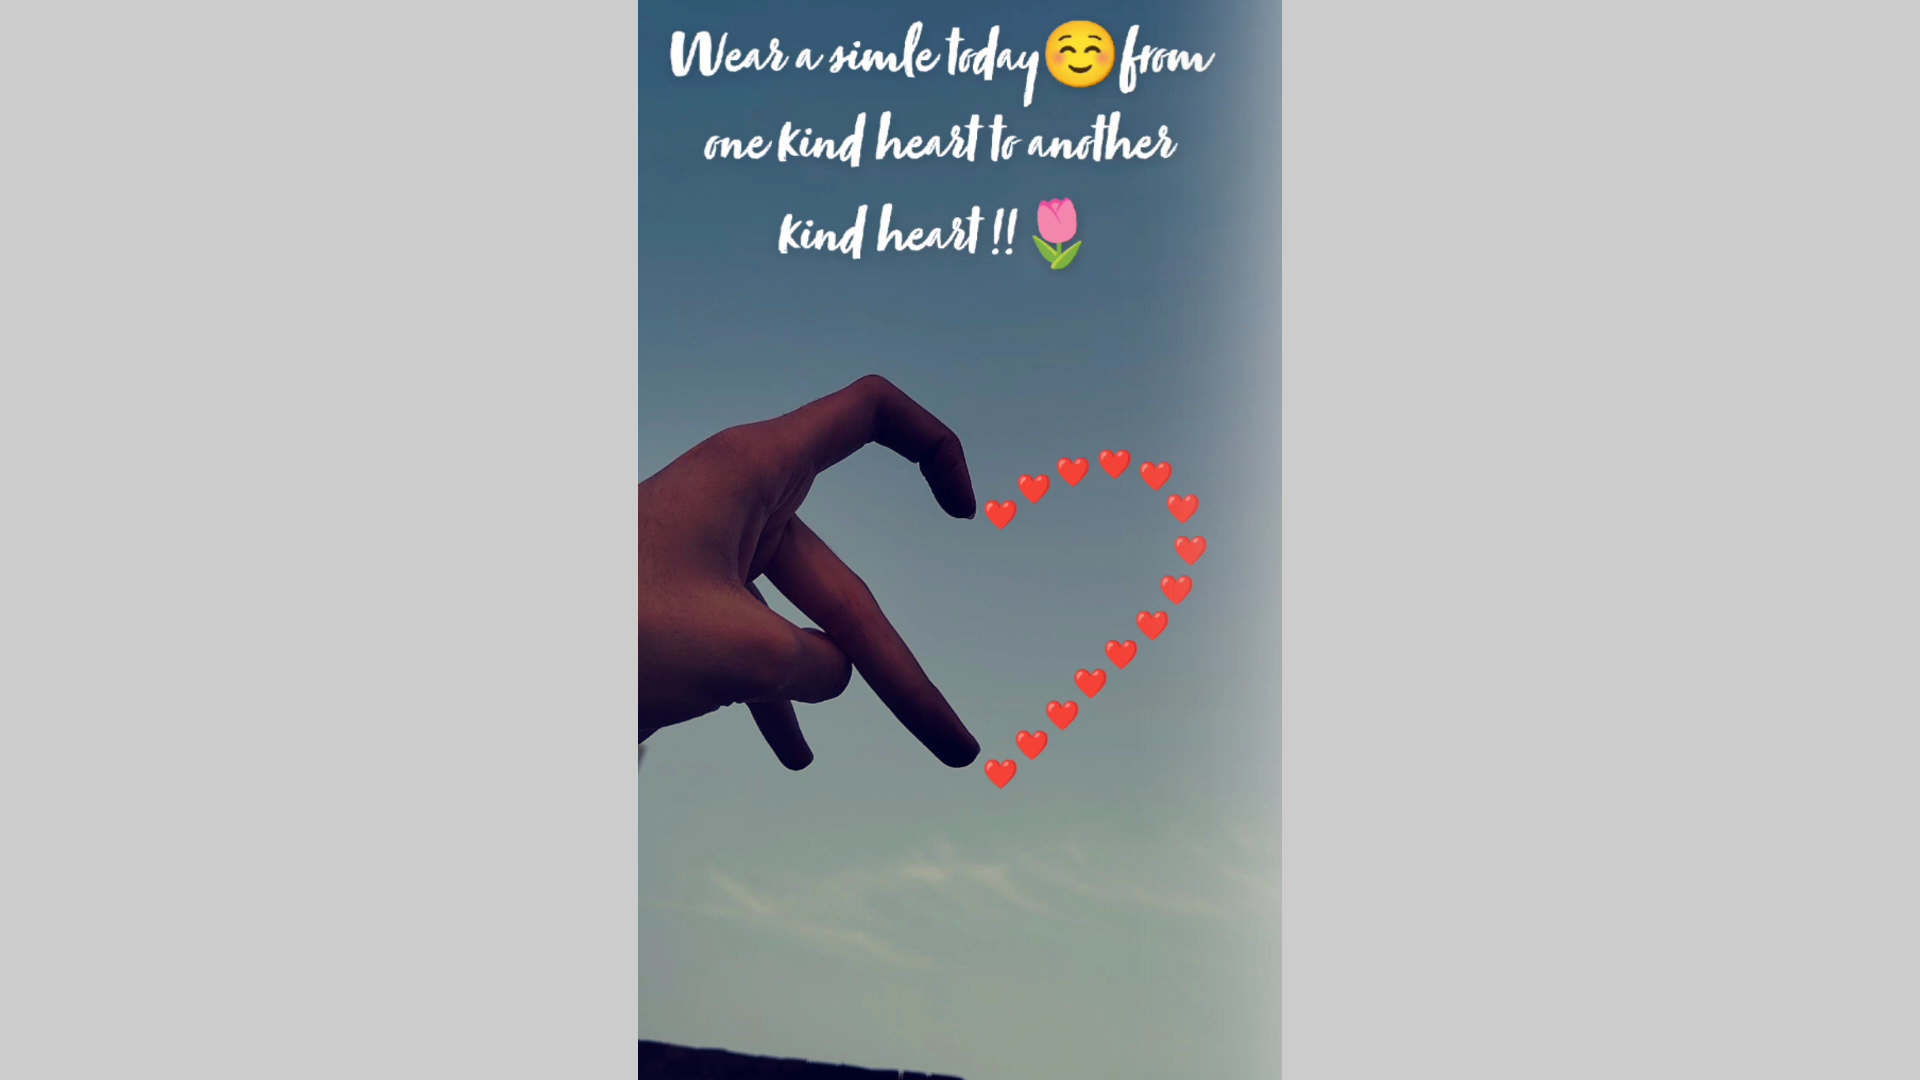 Wear a simle today☺️from
one kind heart to another
kind heart !!🌷